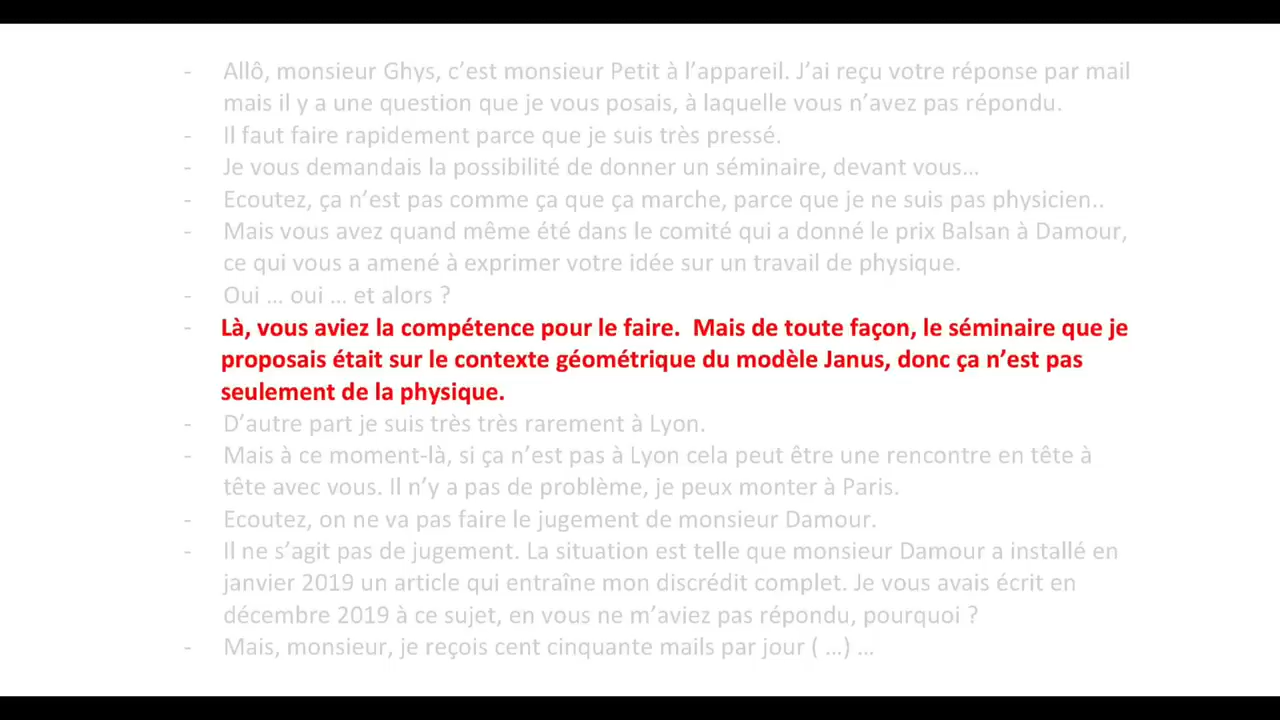 - Allô, monsieur Ghys, c’est monsieur Petit à l’appareil. J’ai reçu votre réponse par mail
mais il y a une question que je vous posais, à laquelle vous n’avez pas répondu.
- Il faut faire rapidement parce que je suis très pressé.
- Je vous demandais la possibilité de donner un séminaire, devant vous…
- Ecoutez, ça n’est pas comme ça que ça marche, parce que je ne suis pas physicien..
- Mais vous avez quand même été dans le comité qui a donné le prix Balsan à Damour,
ce qui vous a amené à exprimer votre idée sur un travail de physique.
- Oui … oui … et alors ?
- Là, vous aviez la compétence pour le faire.  Mais de toute façon, le séminaire que je
proposais était sur le contexte géométrique du modèle Janus, donc ça n’est pas
seulement de la physique.
- D’autre part je suis très très rarement à Lyon.
- Mais à ce moment-là, si ça n’est pas à Lyon cela peut être une rencontre en tête à
tête avec vous. Il n’y a pas de problème, je peux monter à Paris.
- Ecoutez, on ne va pas faire le jugement de monsieur Damour.
- Il ne s’agit pas de jugement. La situation est telle que monsieur Damour a installé en
janvier 2019 un article qui entraîne mon discrédit complet. Je vous avais écrit en
décembre 2019 à ce sujet, en vous ne m’aviez pas répondu, pourquoi ?
- Mais, monsieur, je reçois cent cinquante mails par jour ( …) …